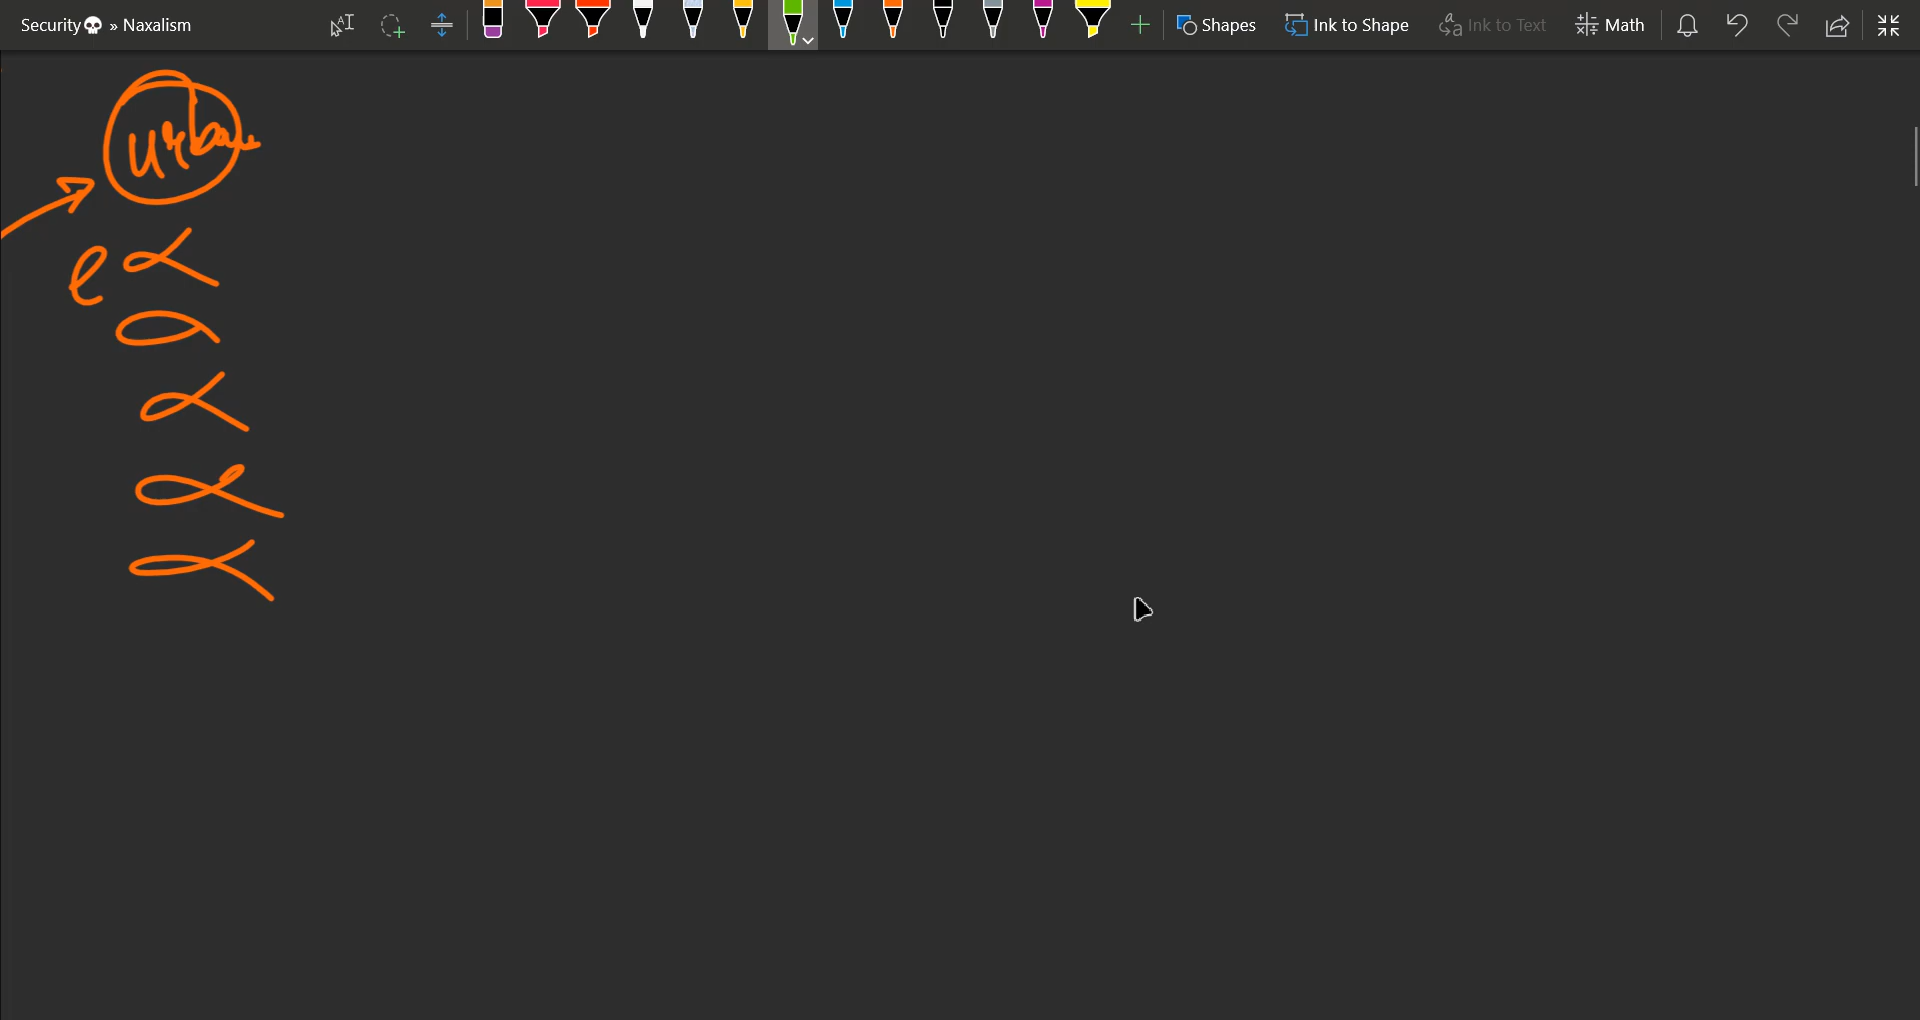 Security💀 » Naxalism
Shapes
Ink to Shape
Ink to Text
Math
urban